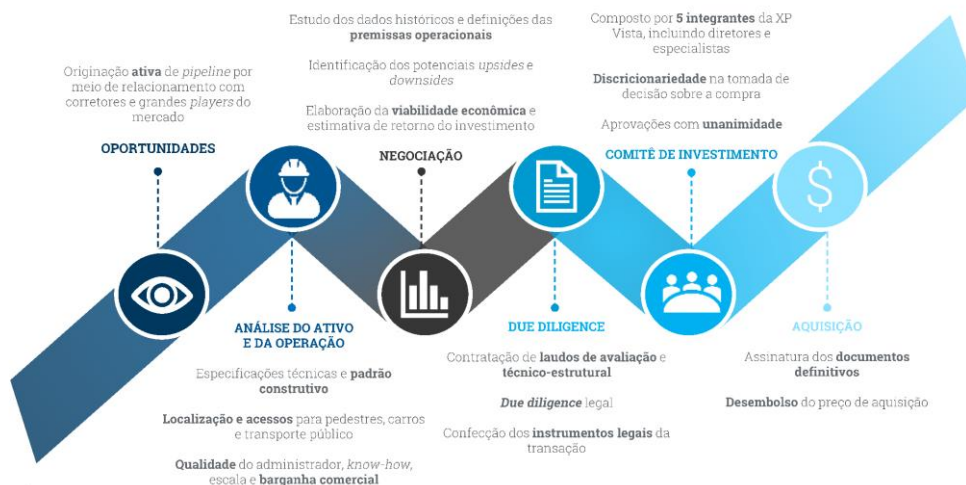 Originação ativa de pipeline por
meio de relacionamento com
corretores e grandes players do
mercado
OPORTUNIDADES
ANÁLISE DO ATIVO
E DA OPERAÇÃO
Especificações técnicas e padrão
construtivo
Localização e acessos para pedestres, carros
e transporte público
Qualidade do administrador, know-how,
escala e barganha comercial
Estudo dos dados históricos e definições das
premissas operacionais
Identificação dos potenciais upsides e
downsides
Elaboração da viabilidade econômica e
estimativa de retorno do investimento
NEGOCIAÇÃO
DUE DILIGENCE
Contratação de laudos de avaliação e
técnico-estrutural
Due diligence legal
Confecção dos instrumentos legais da
transação
Composto por 5 integrantes da XP
Vista, incluindo diretores e
especialistas
Discricionariedade na tomada de
decisão sobre a compra
Aprovações com unanimidade
COMITÊ DE INVESTIMENTO
$
AQUISIÇÃO
Assinatura dos documentos
definitivos
Desembolso do preço de aquisição